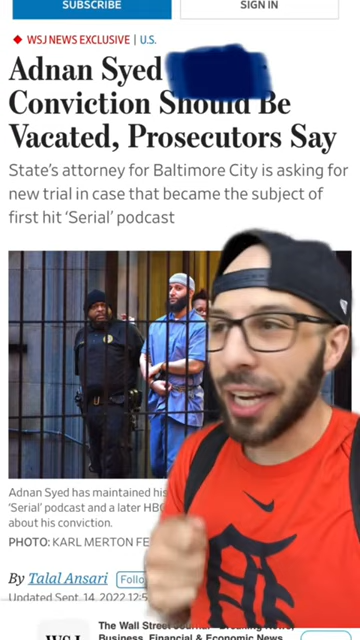 SUBSCRIBE
SIGN IN
WSJ NEWS EXCLUSIVE | U.S.
Adnan Syed
Conviction Should Be
Vacated, Prosecutors Say
State's attorney for Baltimore City is asking for
new trial in case that became the subject of
first hit 'Serial' podcast
Adnan Syed has maintained his
'Serial' podcast and a later HBO
about his conviction.
PHOTO: KARL MERTON
By Talal Ansari
Updated Sept. 14, 2022
The Wall Street Journal
Business, Financial & Economic News
WSJ